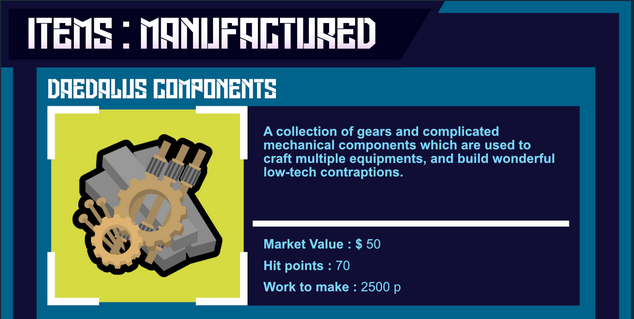 ITEMS : MANUFACTURED
DAEDALUS COMPONENTS
A collection of gears and complicated
mechanical components which are used to
craft multiple equipments, and build wonderful
low-tech contraptions.
Market Value : $ 50
Hit points : 70
Work to make : 2500 p